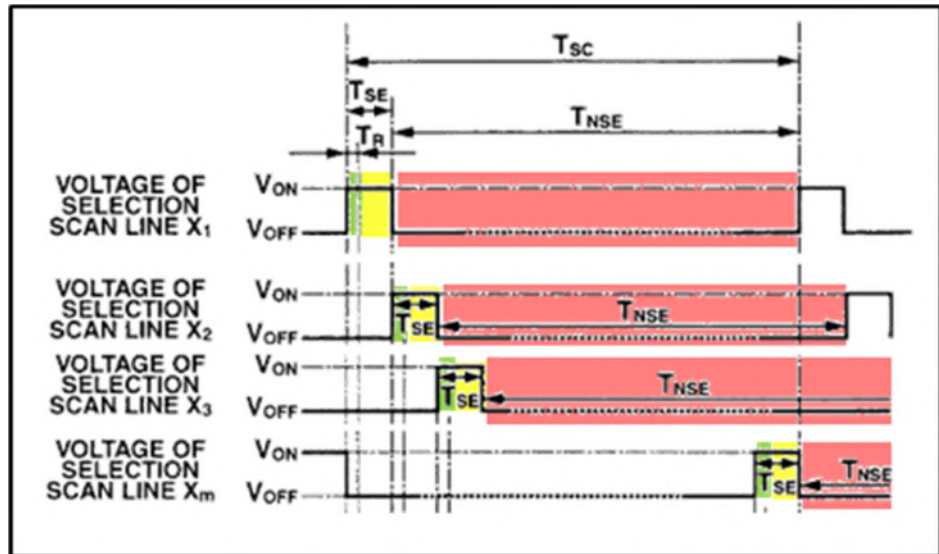 TSC
TSE
TNSE
TR
VOLTAGE OF SELECTION SCAN LINE X1
VON
VOFF
VOLTAGE OF SELECTION SCAN LINE X2
VON
VOFF
TSE
TNSE
VOLTAGE OF SELECTION SCAN LINE X3
VON
VOFF
TSE
TNSE
VOLTAGE OF SELECTION SCAN LINE Xm
VON
VOFF
TSE
TNSE